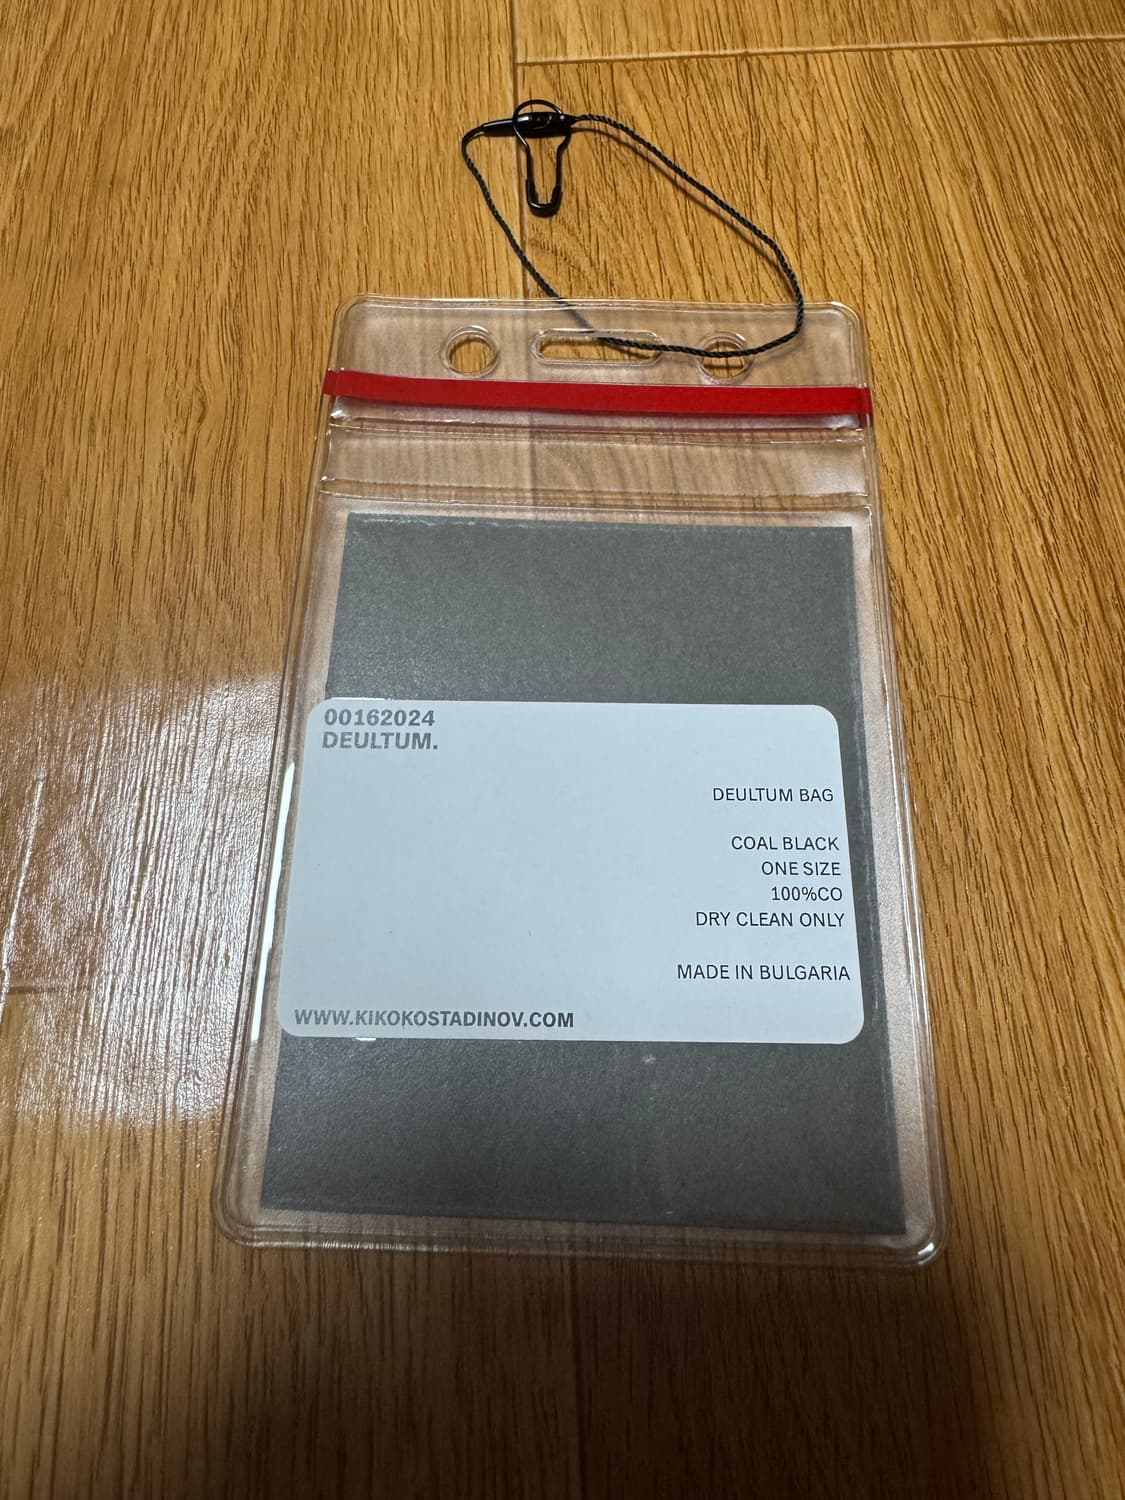 00162024
DEULTUM.
DEULTUM BAG
COAL BLACK
ONE SIZE
100%CO
DRY CLEAN ONLY
MADE IN BULGARIA
WWW.KIKOKOSTADINOV.COM